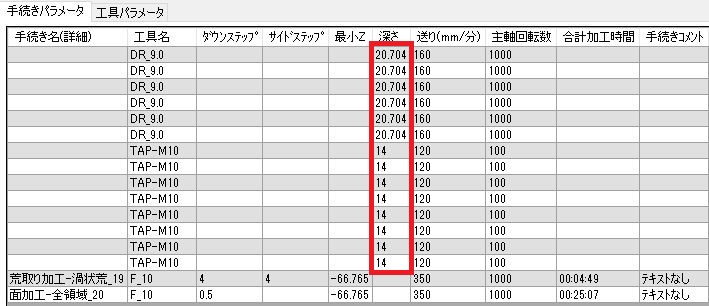 手続きパラメータ 工具パラメータ
手続き名(詳細) 工具名 ﾀﾞｳﾝｽﾃｯﾌﾟ ｻｲﾄﾞｽﾃｯﾌﾟ 最小Z 深さ 送り(mm/分) 主軸回転数 合計加工時間 手続きコメント
DR_9.0 20.704 160 1000
DR_9.0 20.704 160 1000
DR_9.0 20.704 160 1000
DR_9.0 20.704 160 1000
DR_9.0 20.704 160 1000
DR_9.0 20.704 160 1000
TAP-M10 14 120 100
TAP-M10 14 120 100
TAP-M10 14 120 100
TAP-M10 14 120 100
TAP-M10 14 120 100
TAP-M10 14 120 100
TAP-M10 14 120 100
TAP-M10 14 120 100
荒取り加工-渦状荒_19 F_10 4 4 -66.765 350 1000 00:04:49 テキストなし
面加工-全領域_20 F_10 0.5 -66.765 350 1000 00:25:07 テキストなし